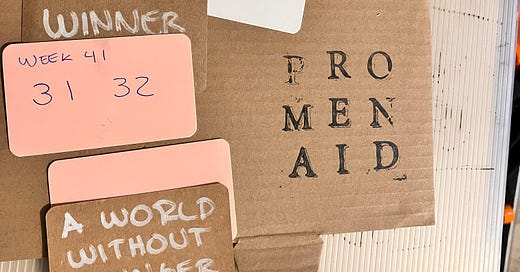 WINNER
WEEK 41
31 32
PRO
MEN
AID
A WORLD
WITHOUT